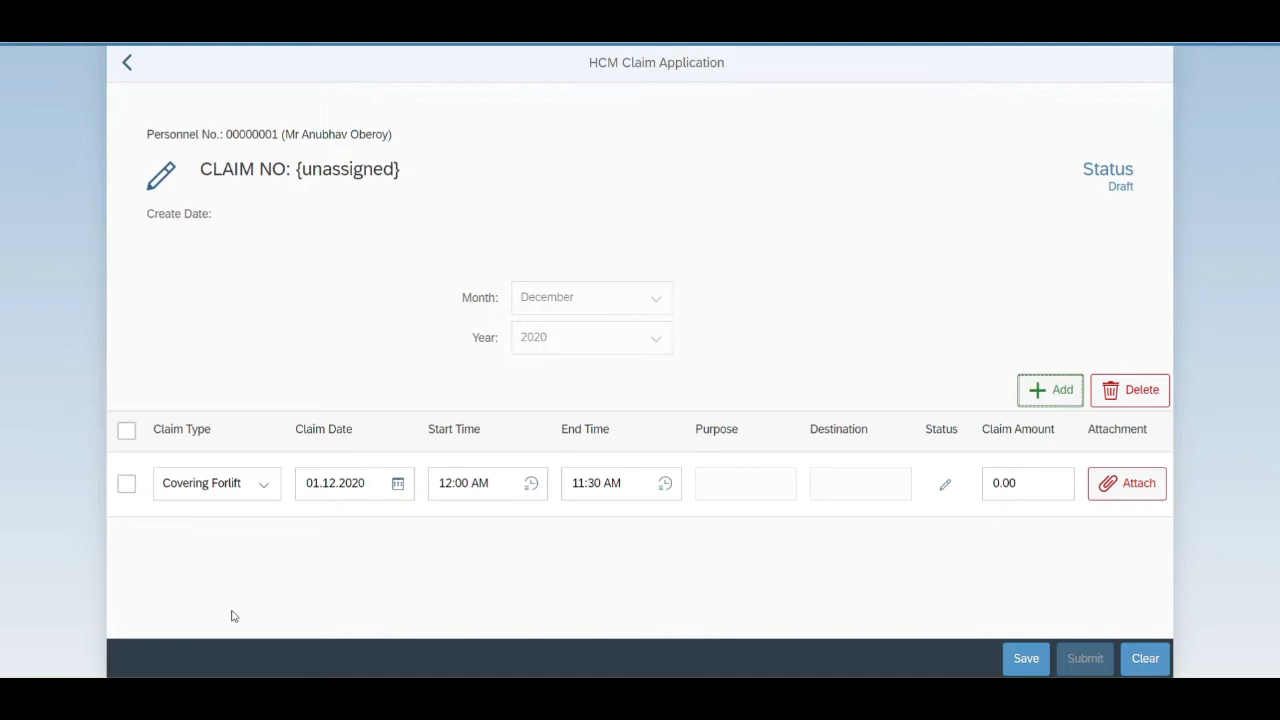 HCM Claim Application
Personnel No.: 00000001 (Mr Anubhav Oberoy)
CLAIM NO: {unassigned}
Status
Draft
Create Date:
Month: December
Year: 2020
Add Delete
Claim Type Claim Date Start Time End Time Purpose Destination Status Claim Amount Attachment
Covering Forlift 01.12.2020 12:00 AM 11:30 AM 0.00 Attach
Save Submit Clear